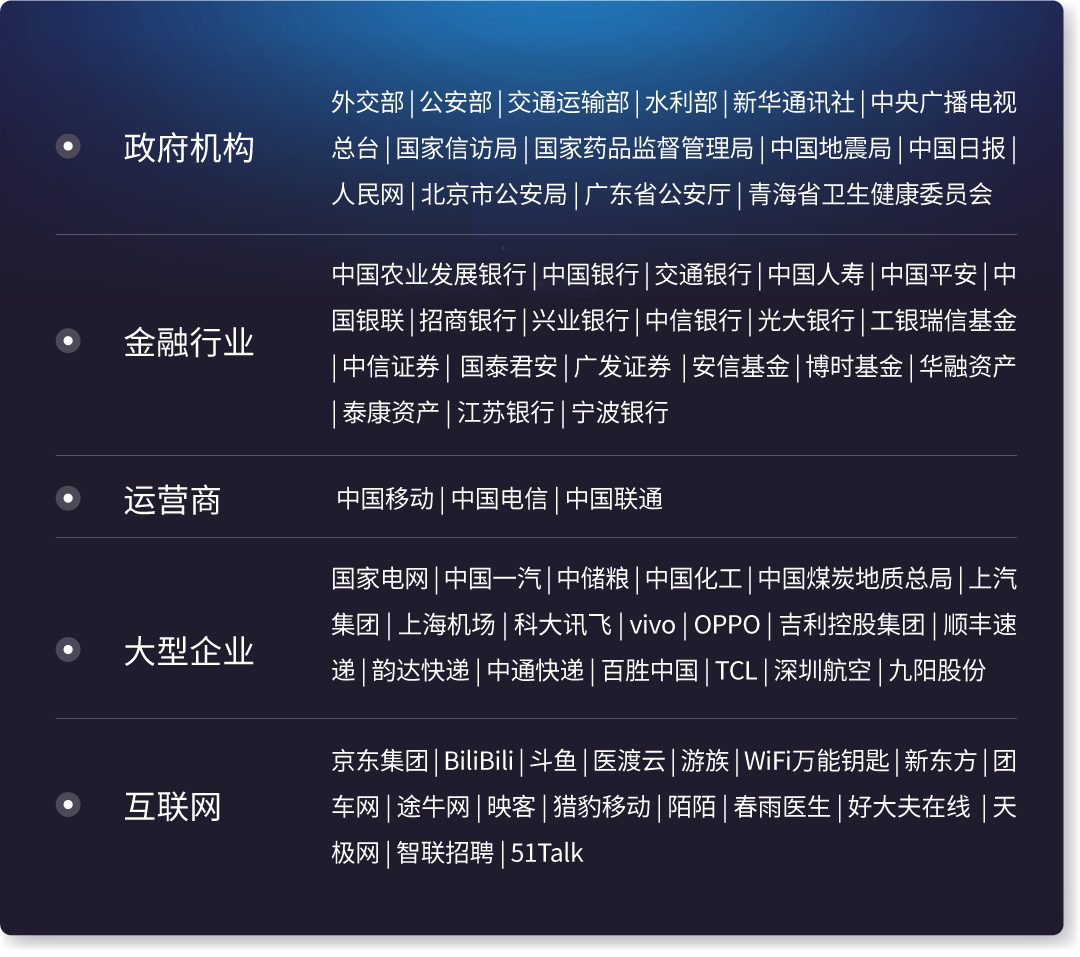 政府机构
外交部 | 公安部 | 交通运输部 | 水利部 | 新华通讯社 | 中央广播电视
总台 | 国家信访局 | 国家药品监督管理局 | 中国地震局 | 中国日报 |
人民网 | 北京市公安局 | 广东省公安厅 | 青海省卫生健康委员会
金融行业
中国农业发展银行 | 中国银行 | 交通银行 | 中国人寿 | 中国平安 | 中
国银联 | 招商银行 | 兴业银行 | 中信银行 | 光大银行 | 工银瑞信基金
| 中信证券 | 国泰君安 | 广发证券 | 安信基金 | 博时基金 | 华融资产
| 泰康资产 | 江苏银行 | 宁波银行
运营商
中国移动 | 中国电信 | 中国联通
大型企业
国家电网 | 中国一汽 | 中储粮 | 中国化工 | 中国煤炭地质总局 | 上汽
集团 | 上海机场 | 科大讯飞 | vivo | OPPO | 吉利控股集团 | 顺丰速
递 | 韵达快递 | 中通快递 | 百胜中国 | TCL | 深圳航空 | 九阳股份
互联网
京东集团 | BiliBili | 斗鱼 | 医渡云 | 游族 | WiFi万能钥匙 | 新东方 | 团
车网 | 途牛网 | 映客 | 猎豹移动 | 陌陌 | 春雨医生 | 好大夫在线 | 天
极网 | 智联招聘 | 51Talk